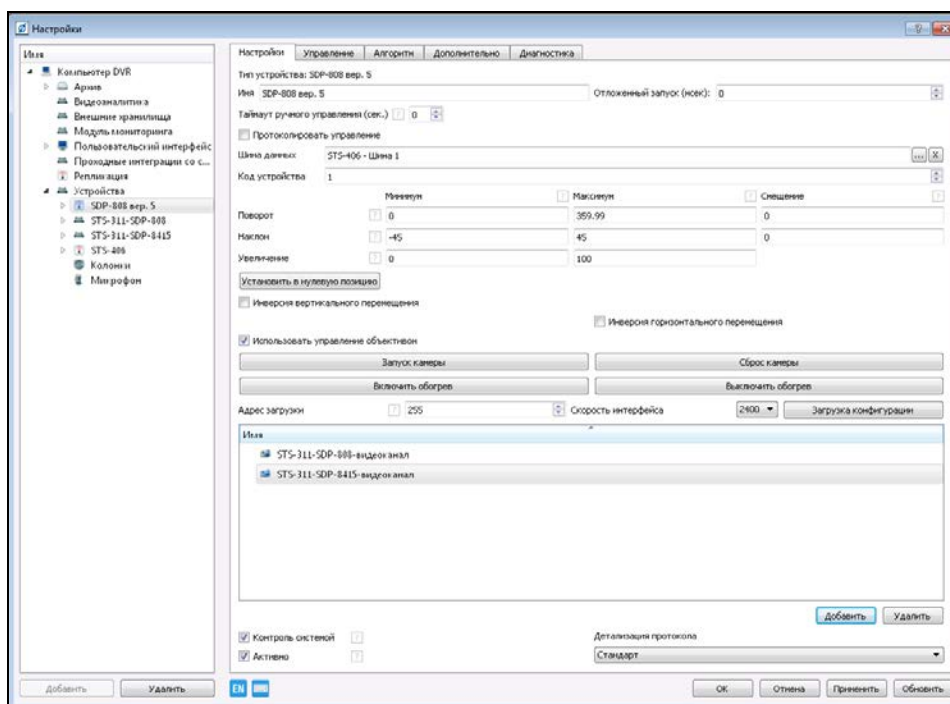 Настройки
Имя
Компьютер DVR
Архив
Видеоаналитика
Внешние хранилища
Модуль мониторинга
Пользовательский интерфейс
Проходные интеграции со с...
Репликация
Устройства
SDP-808 вер. 5
STS-311-SDP-808
STS-311-SDP-8415
STS-406
Колонки
Микрофон
Добавить Удалить
Настройки Управление Алгоритм Дополнительно Диагностика
Тип устройства: SDP-808 вер. 5
Имя SDP-808 вер. 5 Отложенный запуск (мсек): 0
Таймаут ручного управления (сек.) ? 0
Протоколировать управление
Шина данных STS-406 - Шина 1 ... X
Код устройства 1
Минимум ? Максимум ? Смещение ?
Поворот ? 0 359.99 0
Наклон ? -45 45 0
Увеличение ? 0 100
Установить в нулевую позицию
Инверсия вертикального перемещения
Инверсия горизонтального перемещения
Использовать управление объективом
Запуск камеры Сброс камеры
Включить обогрев Выключить обогрев
Адрес загрузки ? 255 Скорость интерфейса 2400 Загрузка конфигурации
Имя
STS-311-SDP-808-видеоканал
STS-311-SDP-8415-видеоканал
Добавить Удалить
Контроль системой ? Детализация протокола
Активно ? Стандарт
EN OK Отмена Применить Обновить